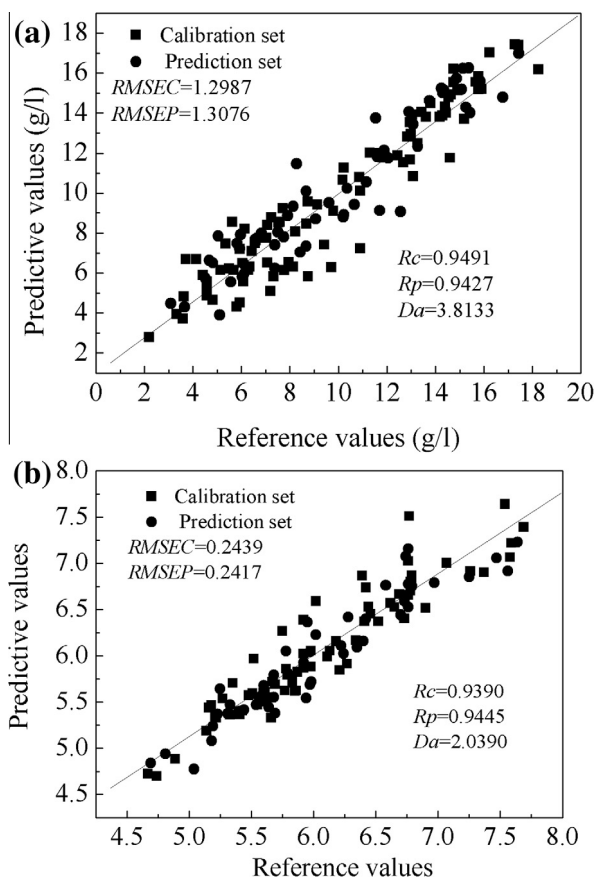 (a)
Calibration set
Prediction set
RMSEC=1.2987
RMSEP=1.3076
Rc=0.9491
Rp=0.9427
Da=3.8133
18
16
14
12
10
8
6
4
2
Predictive values (g/l)
0 2 4 6 8 10 12 14 16 18 20
Reference values (g/l)
(b)
Calibration set
Prediction set
RMSEC=0.2439
RMSEP=0.2417
Rc=0.9390
Rp=0.9445
Da=2.0390
8.0
7.5
7.0
6.5
6.0
5.5
5.0
4.5
Predictive values
4.5 5.0 5.5 6.0 6.5 7.0 7.5 8.0
Reference values